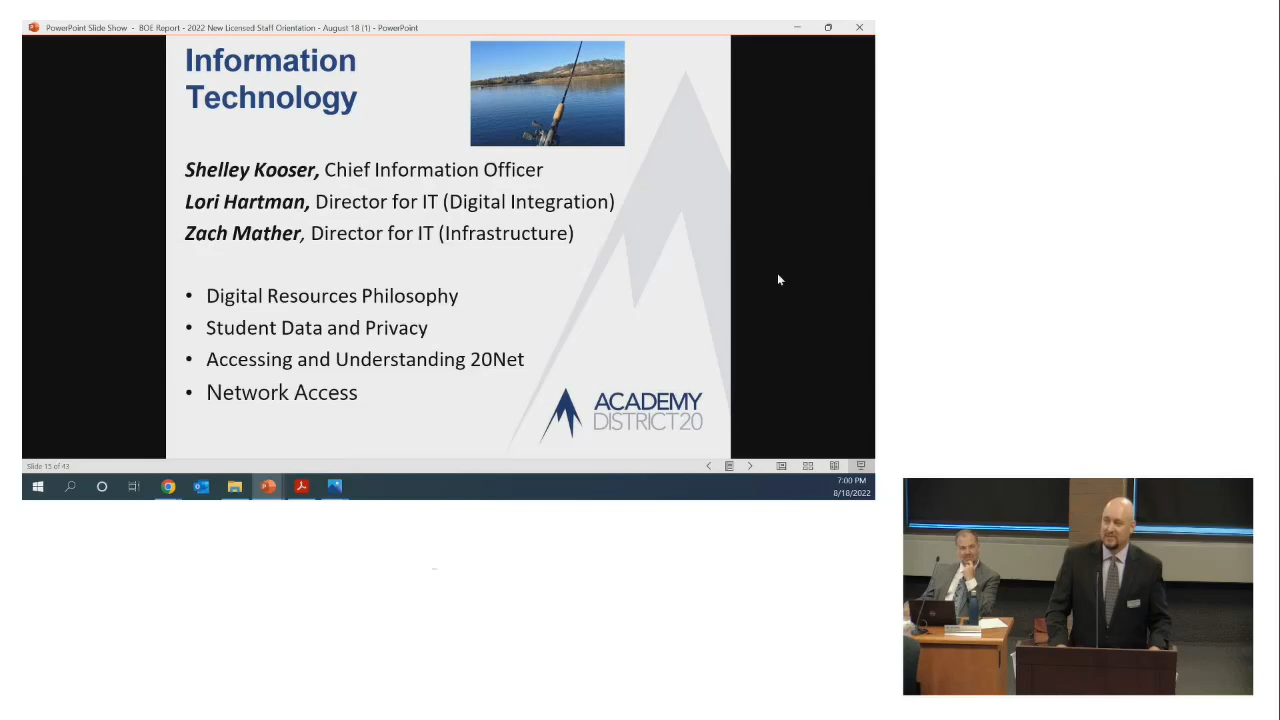 PowerPoint Slide Show - BOE Report - 2022 New Licensed Staff Orientation - August 18 (1) - PowerPoint
Information
Technology
Shelley Kooser, Chief Information Officer
Lori Hartman, Director for IT (Digital Integration)
Zach Mather, Director for IT (Infrastructure)
• Digital Resources Philosophy
• Student Data and Privacy
• Accessing and Understanding 20Net
• Network Access
ACADEMY
DISTRICT20
Slide 15 of 43
7:00 PM
8/18/2022